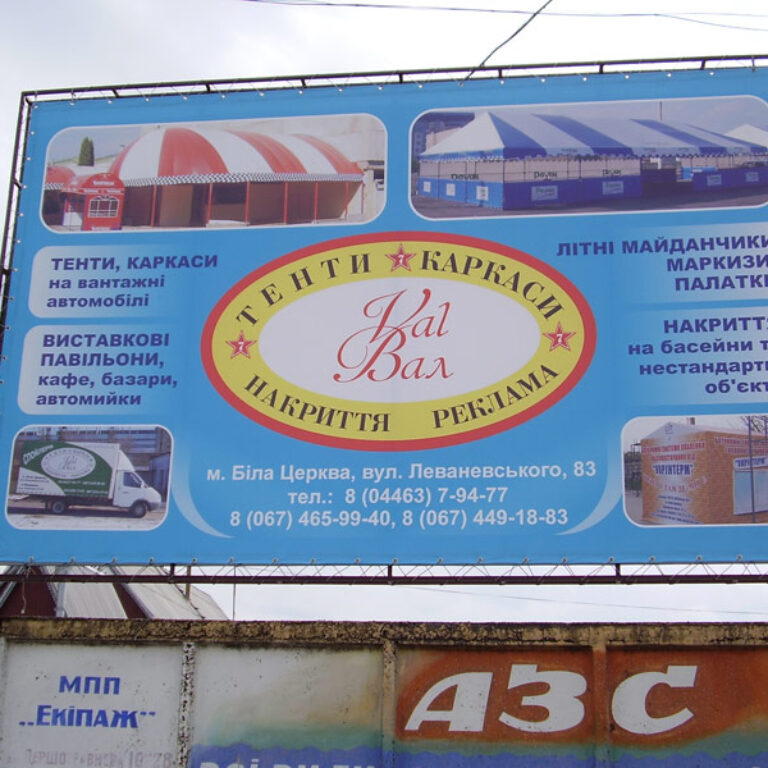 ТЕНТИ, КАРКАСИ
на вантажні
автомобілі
ВИСТАВКОВІ
ПАВІЛЬОНИ,
кафе, базари,
автомийки
ТЕНТИ КАРКАСИ
Val
Вал
НАКРИТТЯ РЕКЛАМА
ЛІТНІ МАЙДАНЧИКИ
МАРКИЗИ
ПАЛАТКИ
НАКРИТТЯ
на басейни т
нестандартн
об'єкт
м. Біла Церква, вул. Леваневського, 83
тел.: 8 (04463) 7-94-77
8 (067) 465-99-40, 8 (067) 449-18-83
МПП
„Екіпаж"
АЗС